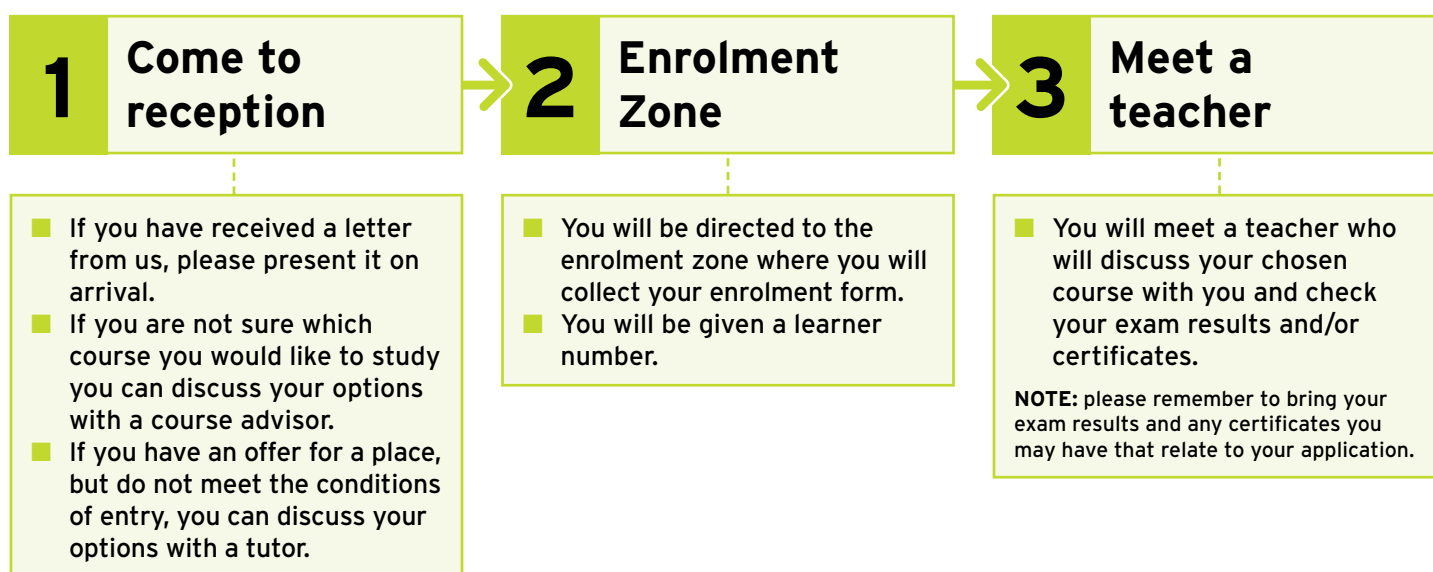 1
Come to
reception
If you have received a letter
from us, please present it on
arrival.
If you are not sure which
course you would like to study
you can discuss your options
with a course advisor.
If you have an offer for a place,
but do not meet the conditions
of entry, you can discuss your
options with a tutor.
2
Enrolment
Zone
You will be directed to the
enrolment zone where you will
collect your enrolment form.
You will be given a learner
number.
3
Meet a
teacher
You will meet a teacher who
will discuss your chosen
course with you and check
your exam results and/or
certificates.
NOTE: please remember to bring your
exam results and any certificates you
may have that relate to your application.